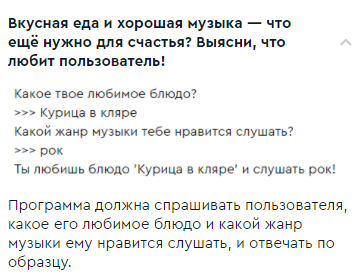 Вкусная еда и хорошая музыка — что
ещё нужно для счастья? Выясни, что
любит пользователь!
Какое твое любимое блюдо?
>>> Курица в кляре
Какой жанр музыки тебе нравится слушать?
>>> рок
Ты любишь блюдо 'Курица в кляре' и слушать рок!
Программа должна спрашивать пользователя,
какое его любимое блюдо и какой жанр
музыки ему нравится слушать, и отвечать по
образцу.